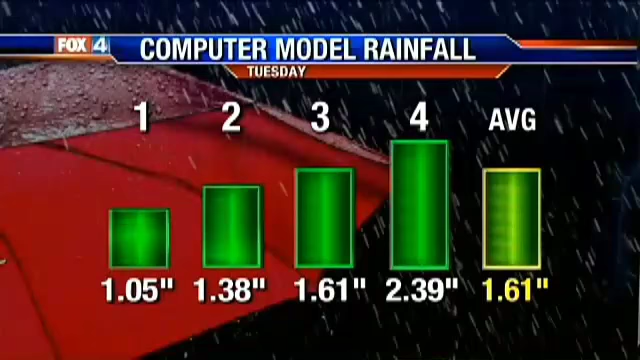 FOX 4
COMPUTER MODEL RAINFALL
TUESDAY
1 2 3 4 AVG
1.05" 1.38" 1.61" 2.39" 1.61"